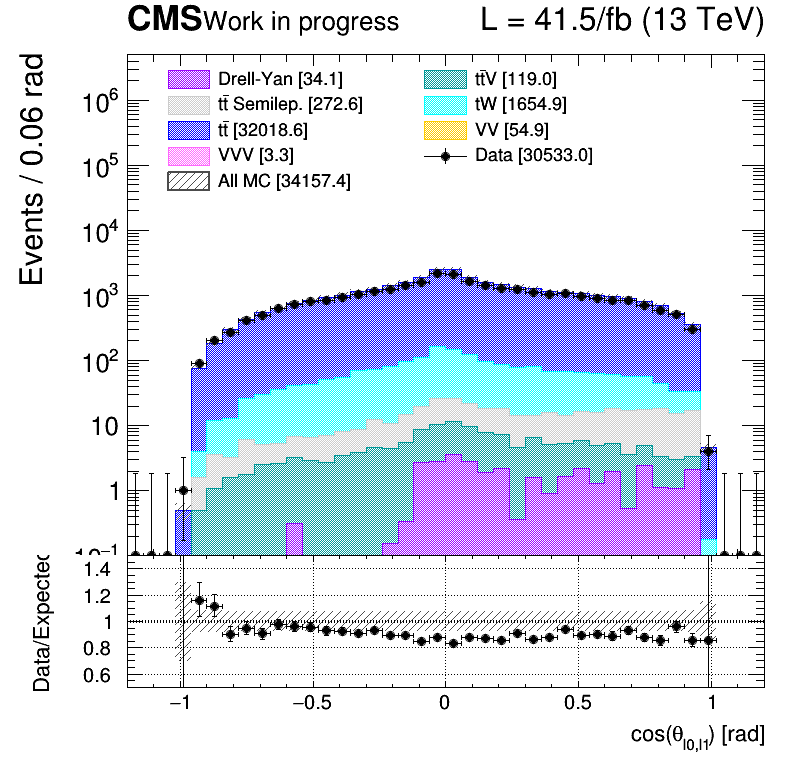 CMS Work in progress L = 41.5/fb (13 TeV)
Events / 0.06 rad
Drell-Yan [34.1]
tt̄ Semilep. [272.6]
tt̄ [32018.6]
VVV [3.3]
All MC [34157.4]
tt̄V [119.0]
tW [1654.9]
VV [54.9]
Data [30533.0]
10⁶
10⁵
10⁴
10³
10²
10
1
10⁻¹
Data/Expected
1.4
1.2
1
0.8
0.6
−1 −0.5 0 0.5 1
cos(θ_l0,l1) [rad]